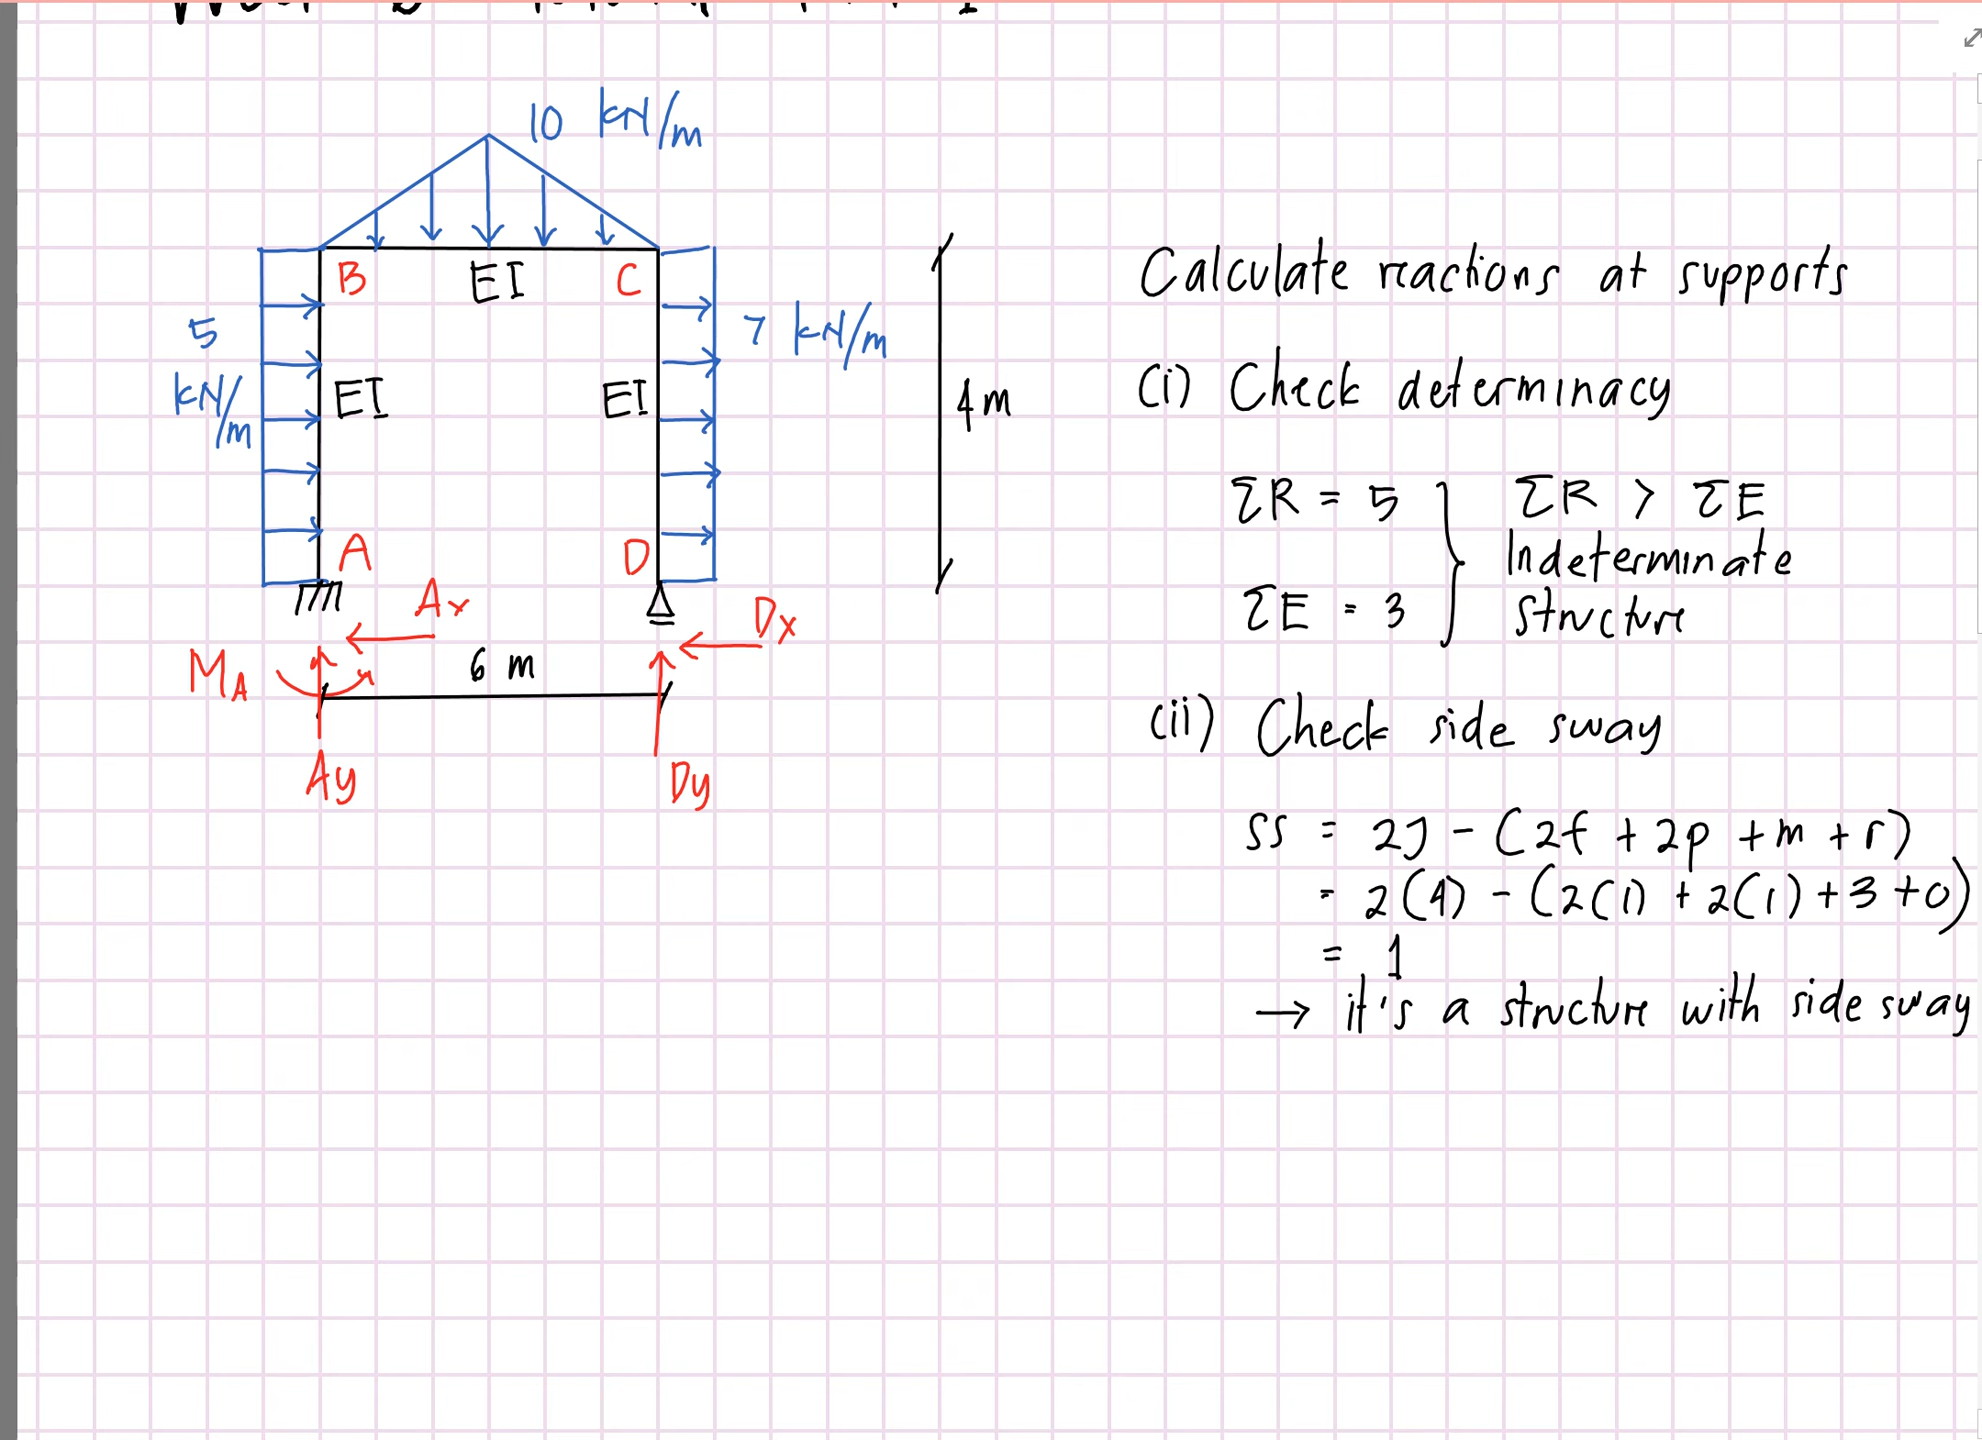 10 kN/m
B EI C
5 kN/m
7 kN/m
EI
EI
4 m
A
D
Ax
Dx
MA
6 m
Ay
Dy
Calculate reactions at supports
(i) Check determinacy
ΣR = 5
ΣE = 3
ΣR > ΣE
Indeterminate
structure
(ii) Check side sway
SS = 2J - (2f + 2p + m + r)
= 2(4) - (2(1) + 2(1) + 3 + 0)
= 1
→ it's a structure with side sway